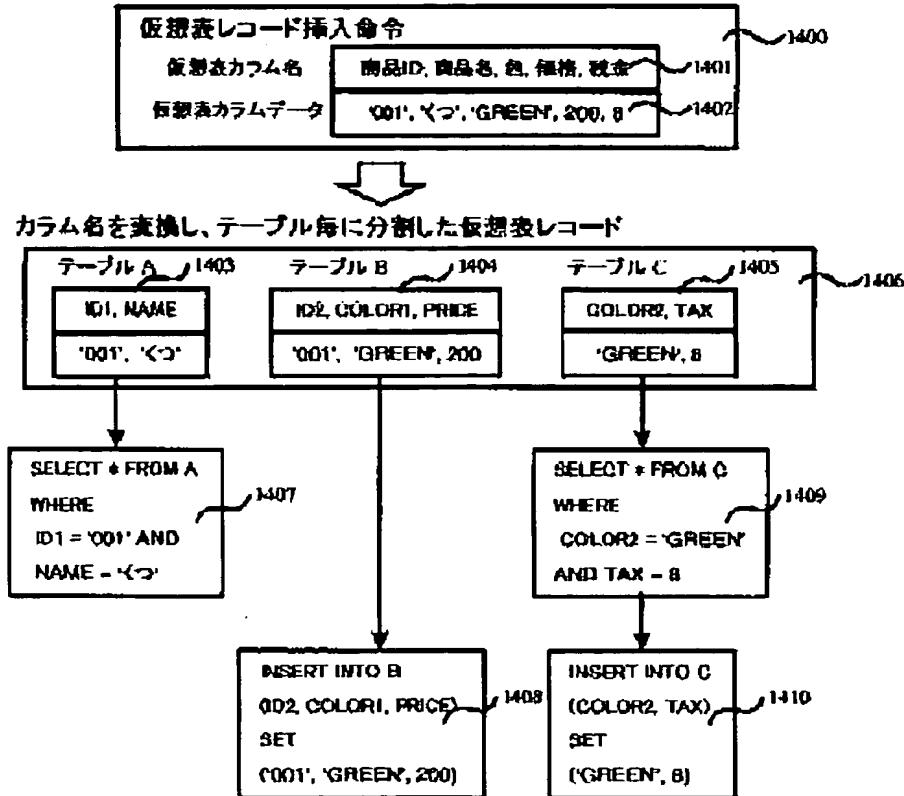 仮想表レコード挿入命令
1400
仮想表カラム名
商品ID, 商品名, 色, 価格, 税金
1401
仮想表カラムデータ
'001', 'くつ', 'GREEN', 200, 8
1402
カラム名を変換し、テーブル毎に分割した仮想表レコード
テーブル A
1403
テーブル B
1404
テーブル C
1405
1406
ID1, NAME
ID2, COLOR1, PRICE
COLOR2, TAX
'001', 'くつ'
'001', 'GREEN', 200
'GREEN', 8
SELECT * FROM A
WHERE
ID1 = '001' AND
NAME = 'くつ'
1407
SELECT * FROM C
WHERE
COLOR2 = 'GREEN'
AND TAX = 8
1409
INSERT INTO B
(ID2, COLOR1, PRICE)
SET
('001', 'GREEN', 200)
1408
INSERT INTO C
(COLOR2, TAX)
SET
('GREEN', 8)
1410